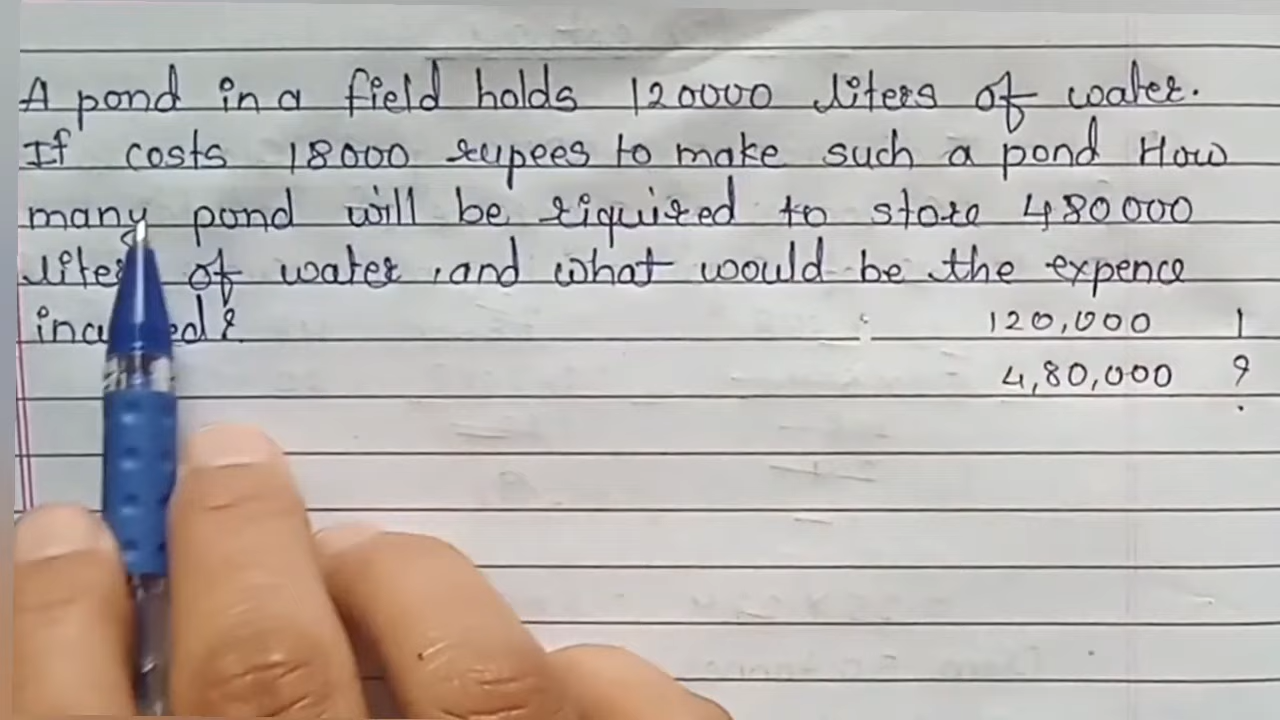 A pond in a field holds 120000 liters of water.
If costs 18000 rupees to make such a pond How
many pond will be riquired to store 480000
of water , and what would be the expence
120,000 1
4,80,000 ?